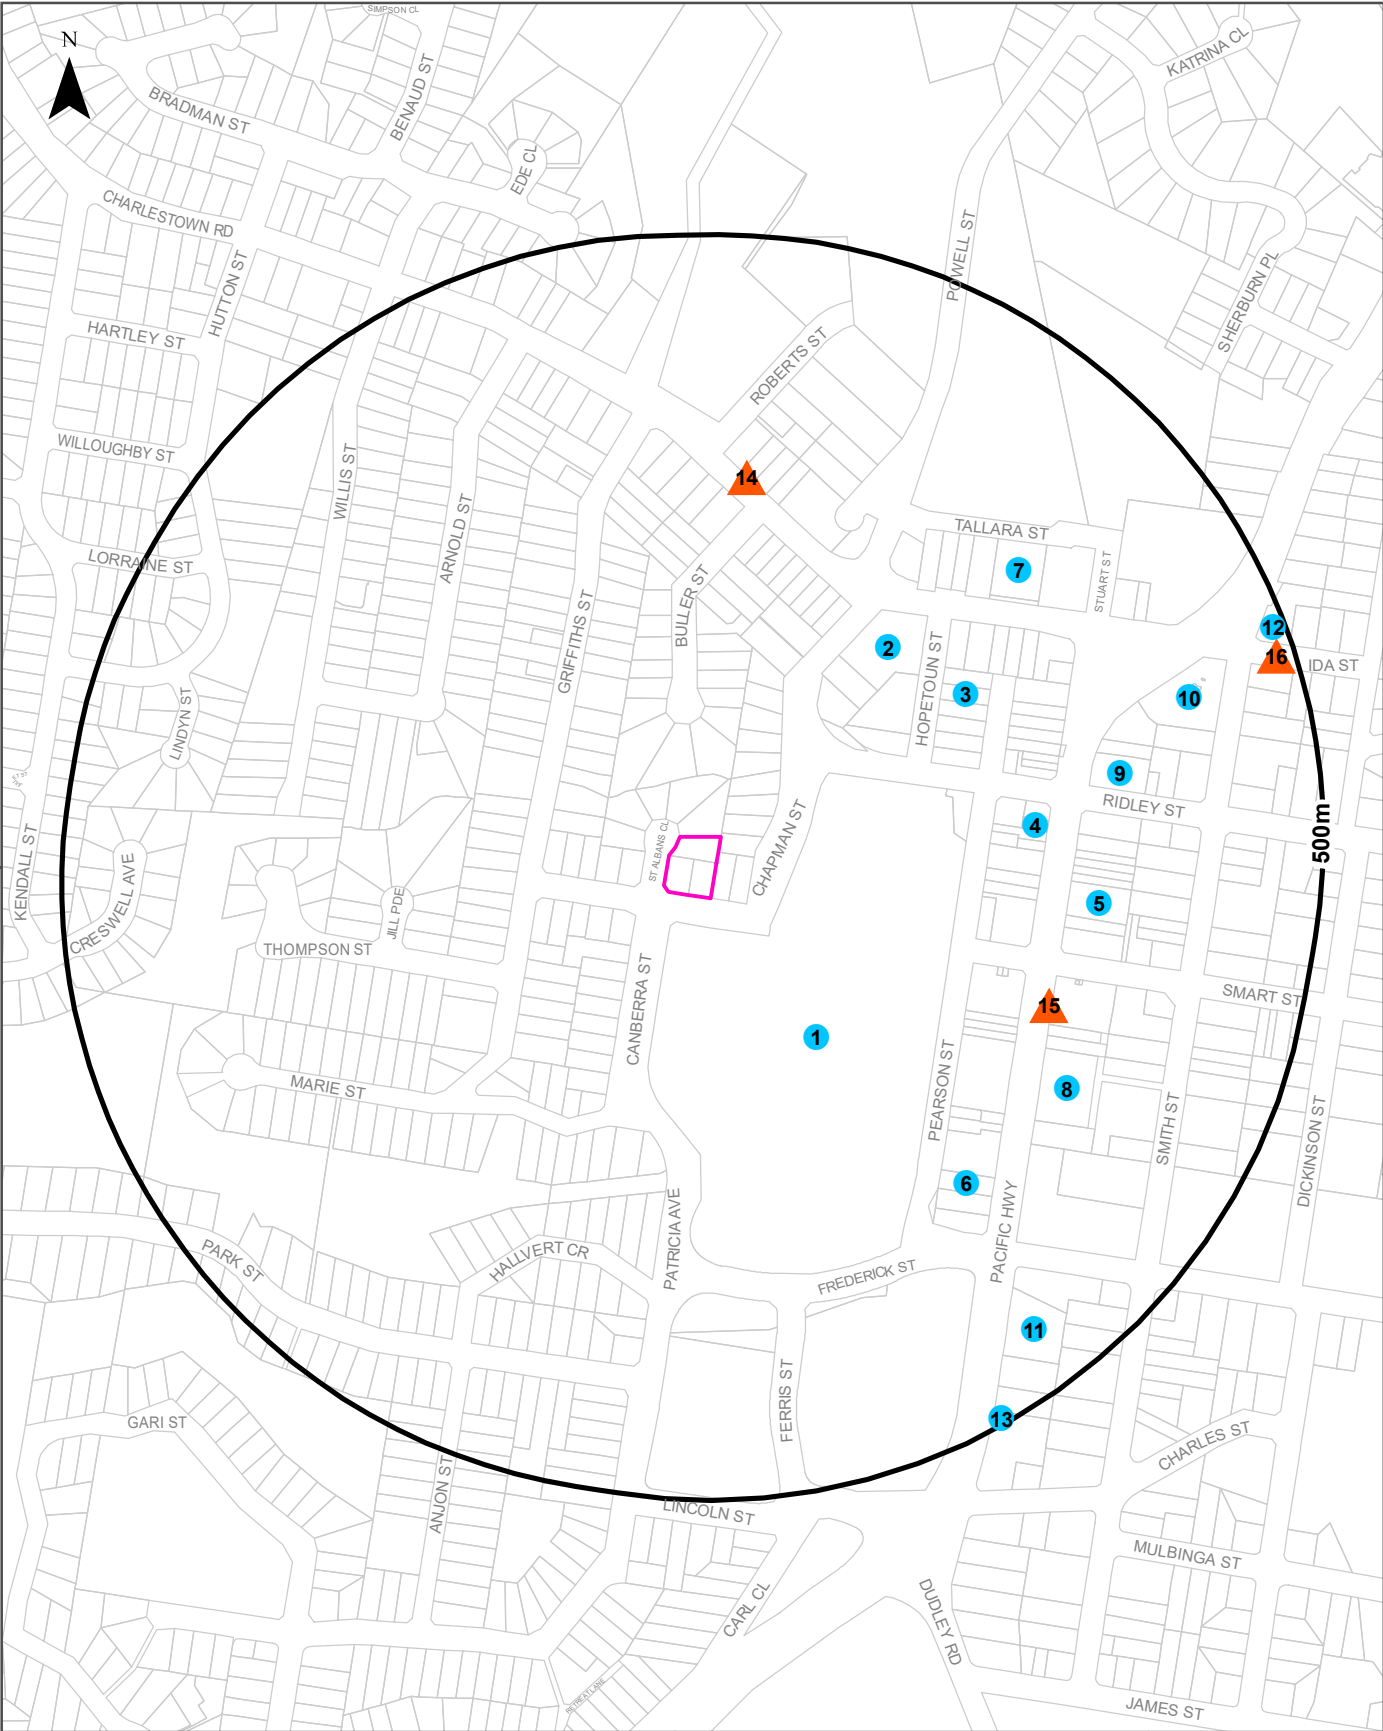 SIMPSON CL
N
KATRINA CL
BENAUD ST
BRADMAN ST
EDE CL
CHARLESTOWN RD
POWELL ST
HUTTON ST
SHERBURN PL
HARTLEY ST
ROBERTS ST
WILLOUGHBY ST
WILLIS ST
14
ARNOLD ST
TALLARA ST
LORRAINE ST
7
STUART ST
BULLER ST
GRIFFITHS ST
12
2
HOPETOUN ST
16
IDA ST
3
10
LINDYN ST
9
RIDLEY ST
4
500m
ST ALBANS CL
CHAPMAN ST
KENDALL ST
CRESWELL AVE
5
JILL PDE
THOMPSON ST
SMART ST
CANBERRA ST
15
1
MARIE ST
PEARSON ST
8
SMITH ST
DICKINSON ST
6
PATRICIA AVE
PACIFIC HWY
PARK ST
HALLVERT CR
FREDERICK ST
11
FERRIS ST
13
GARI ST
CHARLES ST
ANJON ST
LINCOLN ST
MULBINGA ST
CARL CL
DUDLEY RD
RETREAT LANE
JAMES ST